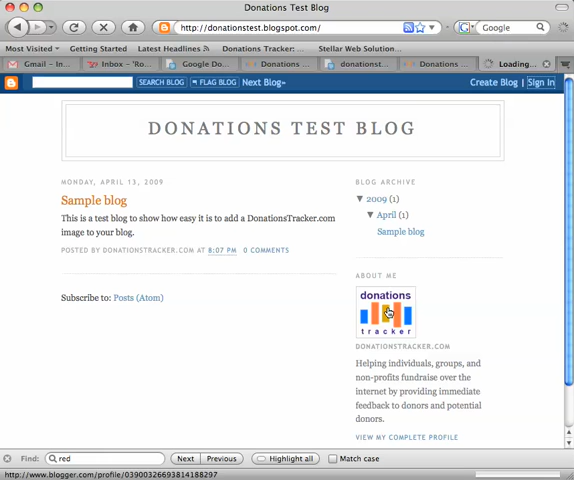 Donations Test Blog
http://donationstest.blogspot.com/
Google
Most Visited
Getting Started
Latest Headlines
Donations Tracker: ...
Stellar Web Solution...
Gmail – In...
Inbox – 'Ro...
Google Do...
Donations ...
donationst...
Donations ...
Loading...
SEARCH BLOG
FLAG BLOG
Next Blog»
Create Blog | Sign In
DONATIONS TEST BLOG
MONDAY, APRIL 13, 2009
Sample blog
This is a test blog to show how easy it is to add a DonationsTracker.com
image to your blog.
POSTED BY DONATIONSTRACKER.COM AT 8:07 PM 0 COMMENTS
Subscribe to: Posts (Atom)
BLOG ARCHIVE
▼ 2009 (1)
▼ April (1)
Sample blog
ABOUT ME
donations
tracker
DONATIONSTRACKER.COM
Helping individuals, groups, and
non-profits fundraise over the
internet by providing immediate
feedback to donors and potential
donors.
VIEW MY COMPLETE PROFILE
Find: red
Next
Previous
Highlight all
Match case
http://www.blogger.com/profile/03900326693214188297